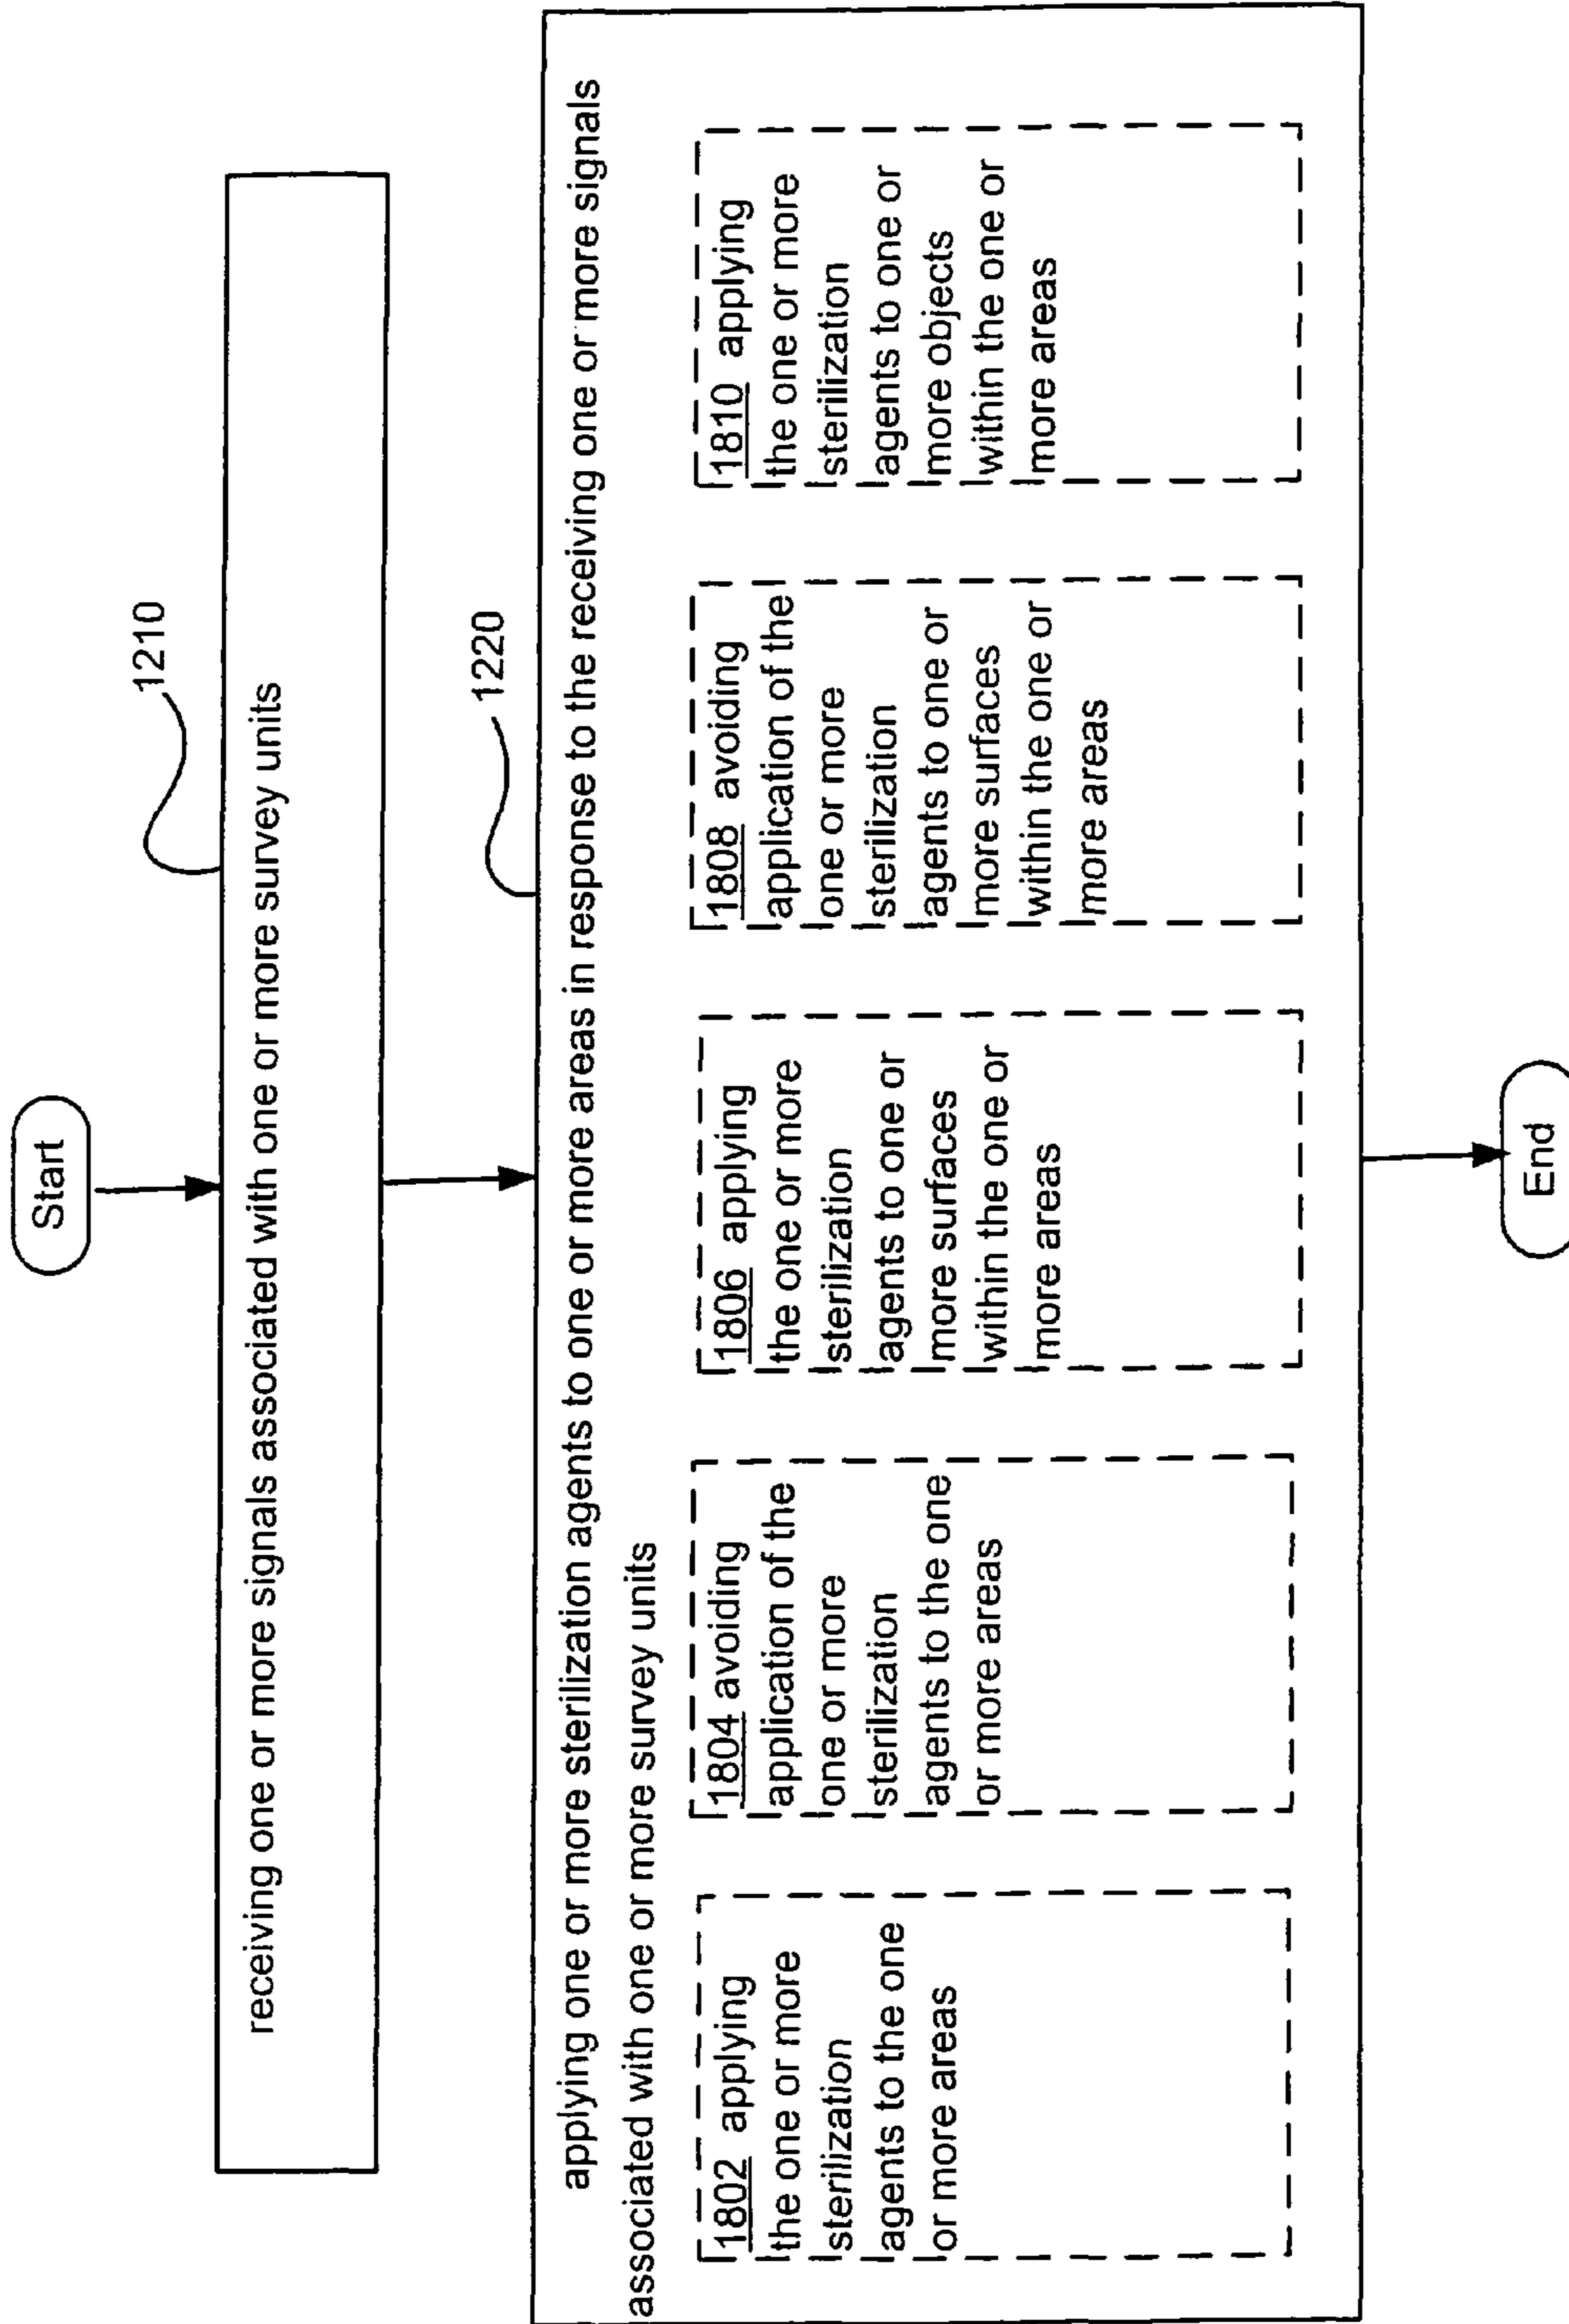 Start
1210
receiving one or more signals associated with one or more survey units
1220
applying one or more sterilization agents to one or more areas in response to the receiving one or more signals
associated with one or more survey units
1802 applying
the one or more
sterilization
agents to the one
or more areas
1804 avoiding
application of the
one or more
sterilization
agents to the one
or more areas
1806 applying
the one or more
sterilization
agents to one or
more surfaces
within the one or
more areas
1808 avoiding
application of the
one or more
sterilization
agents to one or
more surfaces
within the one or
more areas
1810 applying
the one or more
sterilization
agents to one or
more objects
within the one or
more areas
End